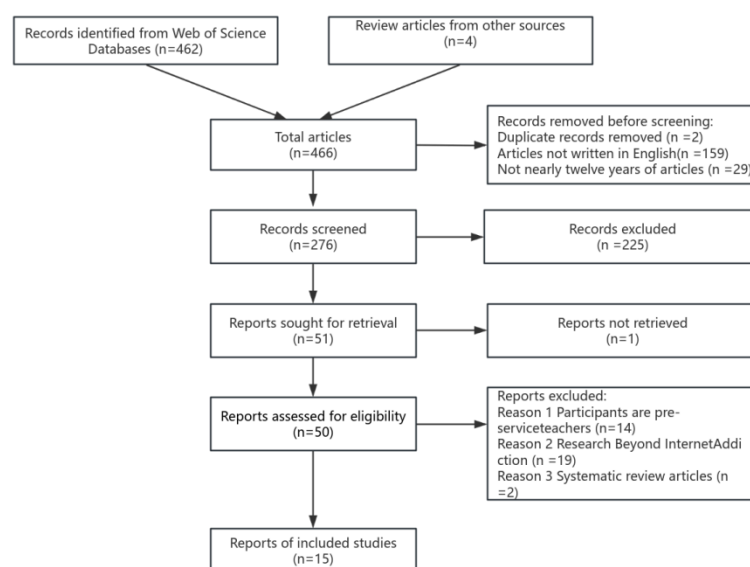 Records identified from Web of Science
Databases (n=462)
Review articles from other sources
(n=4)
Total articles
(n=466)
Records removed before screening:
Duplicate records removed (n =2)
Articles not written in English(n =159)
Not nearly twelve years of articles (n =29)
Records screened
(n=276)
Records excluded
(n =225)
Reports sought for retrieval
(n=51)
Reports not retrieved
(n=1)
Reports assessed for eligibility
(n=50)
Reports excluded:
Reason 1 Participants are pre-
serviceteachers (n=14)
Reason 2 Research Beyond InternetAddi
ction (n =19)
Reason 3 Systematic review articles (n
=2)
Reports of included studies
(n=15)